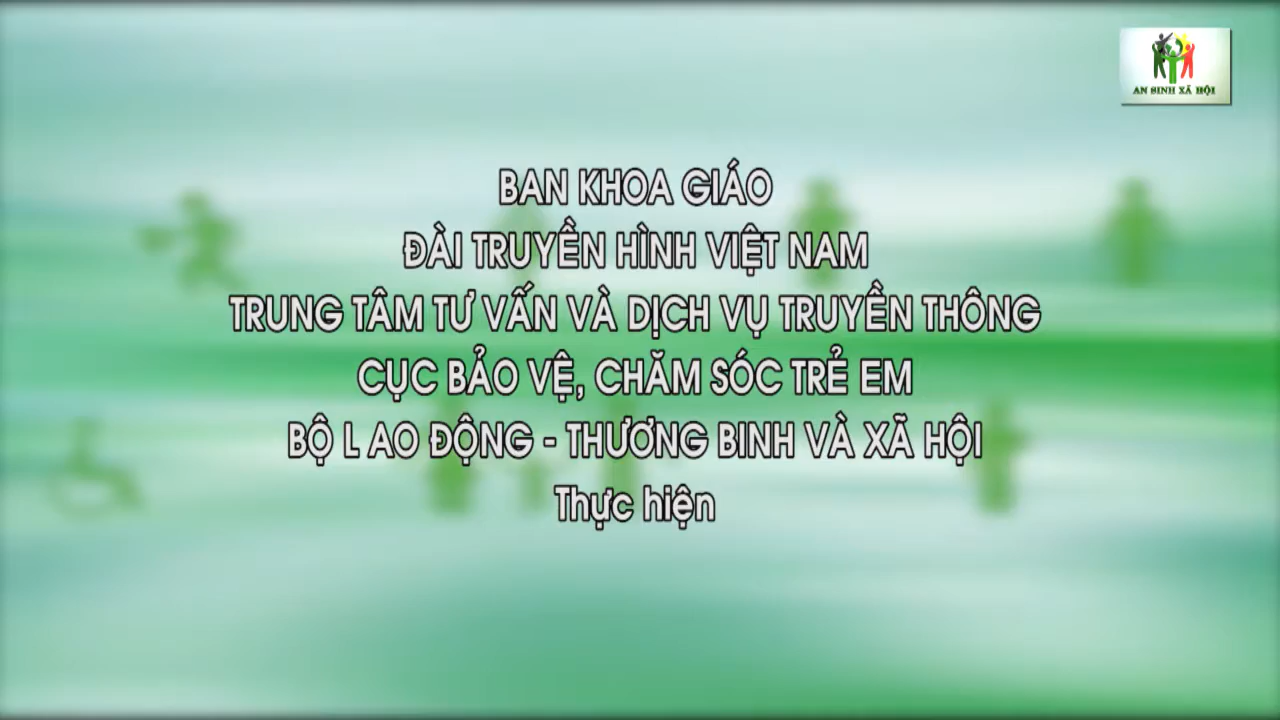 AN SINH XÃ HỘI
BAN KHOA GIÁO
ĐÀI TRUYỀN HÌNH VIỆT NAM
TRUNG TÂM TƯ VẤN VÀ DỊCH VỤ TRUYỀN THÔNG
CỤC BẢO VỆ, CHĂM SÓC TRẺ EM
BỘ L AO ĐỘNG - THƯƠNG BINH VÀ XÃ HỘI
Thực hiện